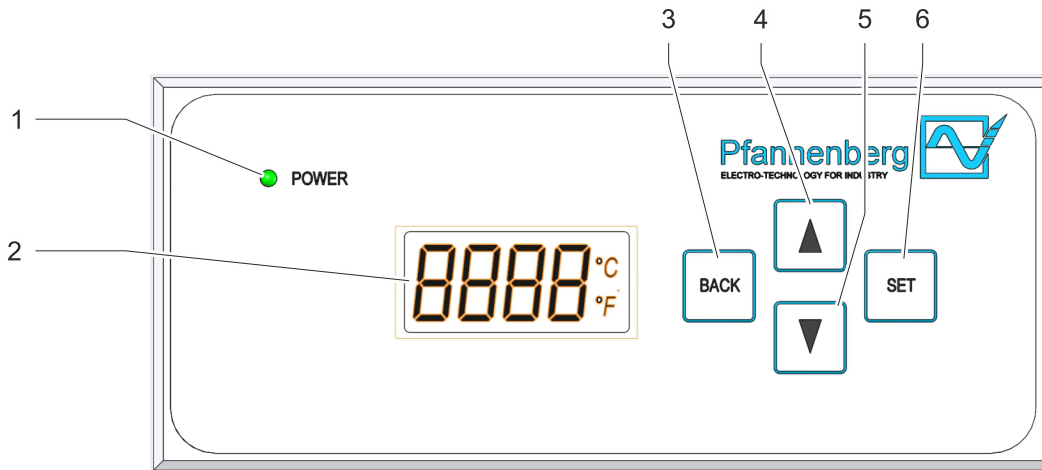 3 4 5 6
1
POWER
Pfannenberg
ELECTRO-TECHNOLOGY FOR INDUSTRY
2
8888 °C
°F
BACK
SET